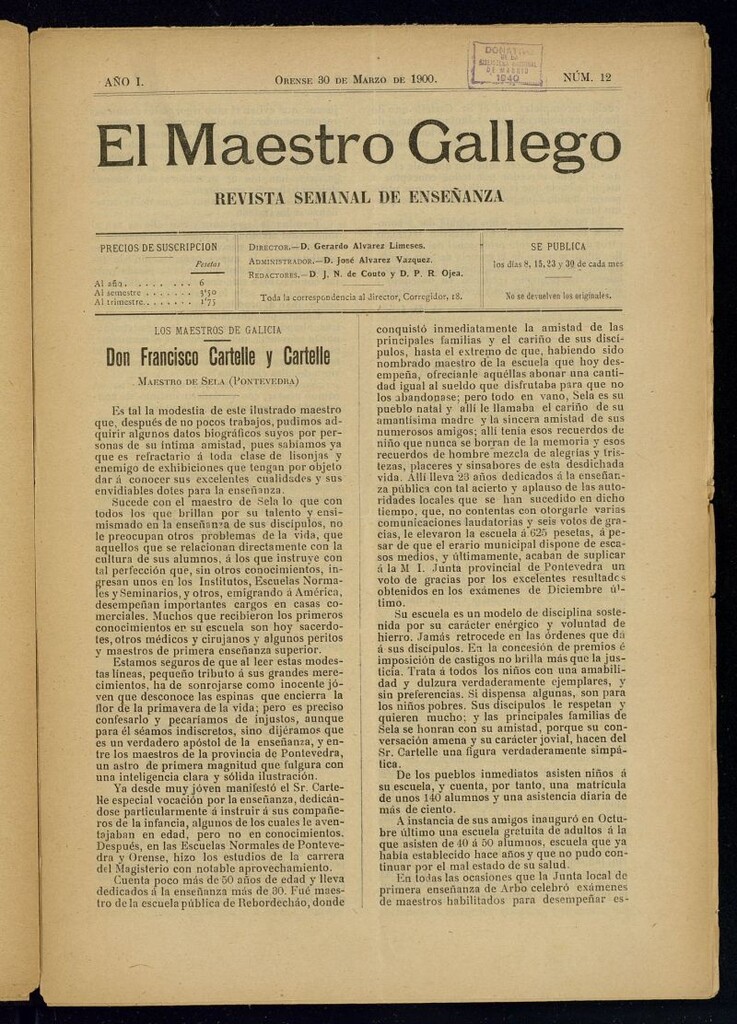 AÑO I.
ORENSE 30 DE MARZO DE 1900.
NÚM. 12
DONATIVO
DE MADRID
1940
El Maestro Gallego
REVISTA SEMANAL DE ENSEÑANZA
PRECIOS DE SUSCRIPCION
Pesetas
Al año. . . . . . . . 6
Al semestre . . . . . . . 3'50
Al trimestre. . . . . . . 1'75
DIRECTOR.—D. Gerardo Alvarez Limeses.
ADMINISTRADOR.—D. José Alvarez Vazquez.
REDACTORES.—D. J. N. de Couto y D. P. R. Ojea.
Toda la correspondencia al director, Corregidor, 18.
SE PUBLICA
los días 8, 15, 23 y 30 de cada mes
No se devuelven los originales.
LOS MAESTROS DE GALICIA
Don Francisco Cartelle y Cartelle
MAESTRO DE SELA (PONTEVEDRA)
Es tal la modestia de este ilustrado maestro
que, después de no pocos trabajos, pudimos ad-
quirir algunos datos biográficos suyos por per-
sonas de su íntima amistad, pues sabíamos ya
que es refractario á toda clase de lisonjas y
enemigo de exhibiciones que tengan por objeto
dar á conocer sus excelentes cualidades y sus
envidiables dotes para la enseñanza.
Sucede con el maestro de Sela lo que con
todos los que brillan por su talento y ensi-
mismado en la enseñanza de sus discípulos, no
le preocupan otros problemas de la vida, que
aquellos que se relacionan directamente con la
cultura de sus alumnos, á los que instruye con
tal perfección que, sin otros conocimientos, in-
gresan unos en los Institutos, Escuelas Norma-
les y Seminarios, y otros, emigrando á América,
desempeñan importantes cargos en casas co-
merciales. Muchos que recibieron los primeros
conocimientos en su escuela son hoy sacerdo-
tes, otros médicos y cirujanos y algunos peritos
y maestros de primera enseñanza superior.
Estamos seguros de que al leer estas modes-
tas líneas, pequeño tributo á sus grandes mere-
cimientos, ha de sonrojarse como inocente jó-
ven que desconoce las espinas que encierra la
flor de la primavera de la vida; pero es preciso
confesarlo y pecaríamos de injustos, aunque
para él séamos indiscretos, sino dijéramos que
es un verdadero apóstol de la enseñanza, y en-
tre los maestros de la provincia de Pontevedra,
un astro de primera magnitud que fulgura con
una inteligencia clara y sólida ilustración.
Ya desde muy jóven manifestó el Sr. Carte-
lle especial vocación por la enseñanza, dedicán-
dose particularmente á instruir á sus compañe-
ros de la infancia, algunos de los cuales le aven-
tajaban en edad, pero no en conocimientos.
Después, en las Escuelas Normales de Ponteve-
dra y Orense, hizo los estudios de la carrera
del Magisterio con notable aprovechamiento.
Cuenta poco más de 50 años de edad y lleva
dedicados á la enseñanza más de 30. Fué maes-
tro de la escuela pública de Rebordecháo, donde
conquistó inmediatamente la amistad de las
principales familias y el cariño de sus discí-
pulos, hasta el extremo de que, habiendo sido
nombrado maestro de la escuela que hoy des-
empeña, ofrecianle aquéllas abonar una canti-
dad igual al sueldo que disfrutaba para que no
los abandonase; pero todo en vano, Sela es su
pueblo natal y allí le llamaba el cariño de su
amantísima madre y la sincera amistad de sus
numerosos amigos; allí tenía esos recuerdos de
niño que nunca se borran de la memoria y esos
recuerdos de hombre mezcla de alegrías y tris-
tezas, placeres y sinsabores de esta desdichada
vida. Allí lleva 23 años dedicados á la enseñan-
za pública con tal acierto y aplauso de las auto-
ridades locales que se han sucedido en dicho
tiempo, que, no contentas con otorgarle varias
comunicaciones laudatorias y seis votos de gra-
cias, le elevaron la escuela á 625 pesetas, á pe-
sar de que el erario municipal dispone de esca-
sos medios, y últimamente, acaban de suplicar
á la M I. Junta provincial de Pontevedra un
voto de gracias por los excelentes resultados
obtenidos en los exámenes de Diciembre úl-
timo.
Su escuela es un modelo de disciplina soste-
nida por su carácter enérgico y voluntad de
hierro. Jamás retrocede en las órdenes que da
á sus discípulos. En la concesión de premios é
imposición de castigos no brilla más que la jus-
ticia. Trata á todos los niños con una amabili-
dad y dulzura verdaderamente ejemplares, y
sin preferencias. Si dispensa algunas, son para
los niños pobres. Sus discípulos le respetan y
quieren mucho; y las principales familias de
Sela se honran con su amistad, porque su con-
versación amena y su carácter jovial, hacen del
Sr. Cartelle una figura verdaderamente simpá-
tica.
De los pueblos inmediatos asisten niños á
su escuela, y cuenta, por tanto, una matrícula
de unos 140 alumnos y una asistencia diaria de
más de ciento.
A instancia de sus amigos inauguró en Octu-
bre último una escuela gratuita de adultos á la
que asisten de 40 á 50 alumnos, escuela que ya
había establecido hace años y que no pudo con-
tinuar por el mal estado de su salud.
En todas las ocasiones que la Junta local de
primera enseñanza de Arbo celebró exámenes
de maestros habilitados para desempeñar es-